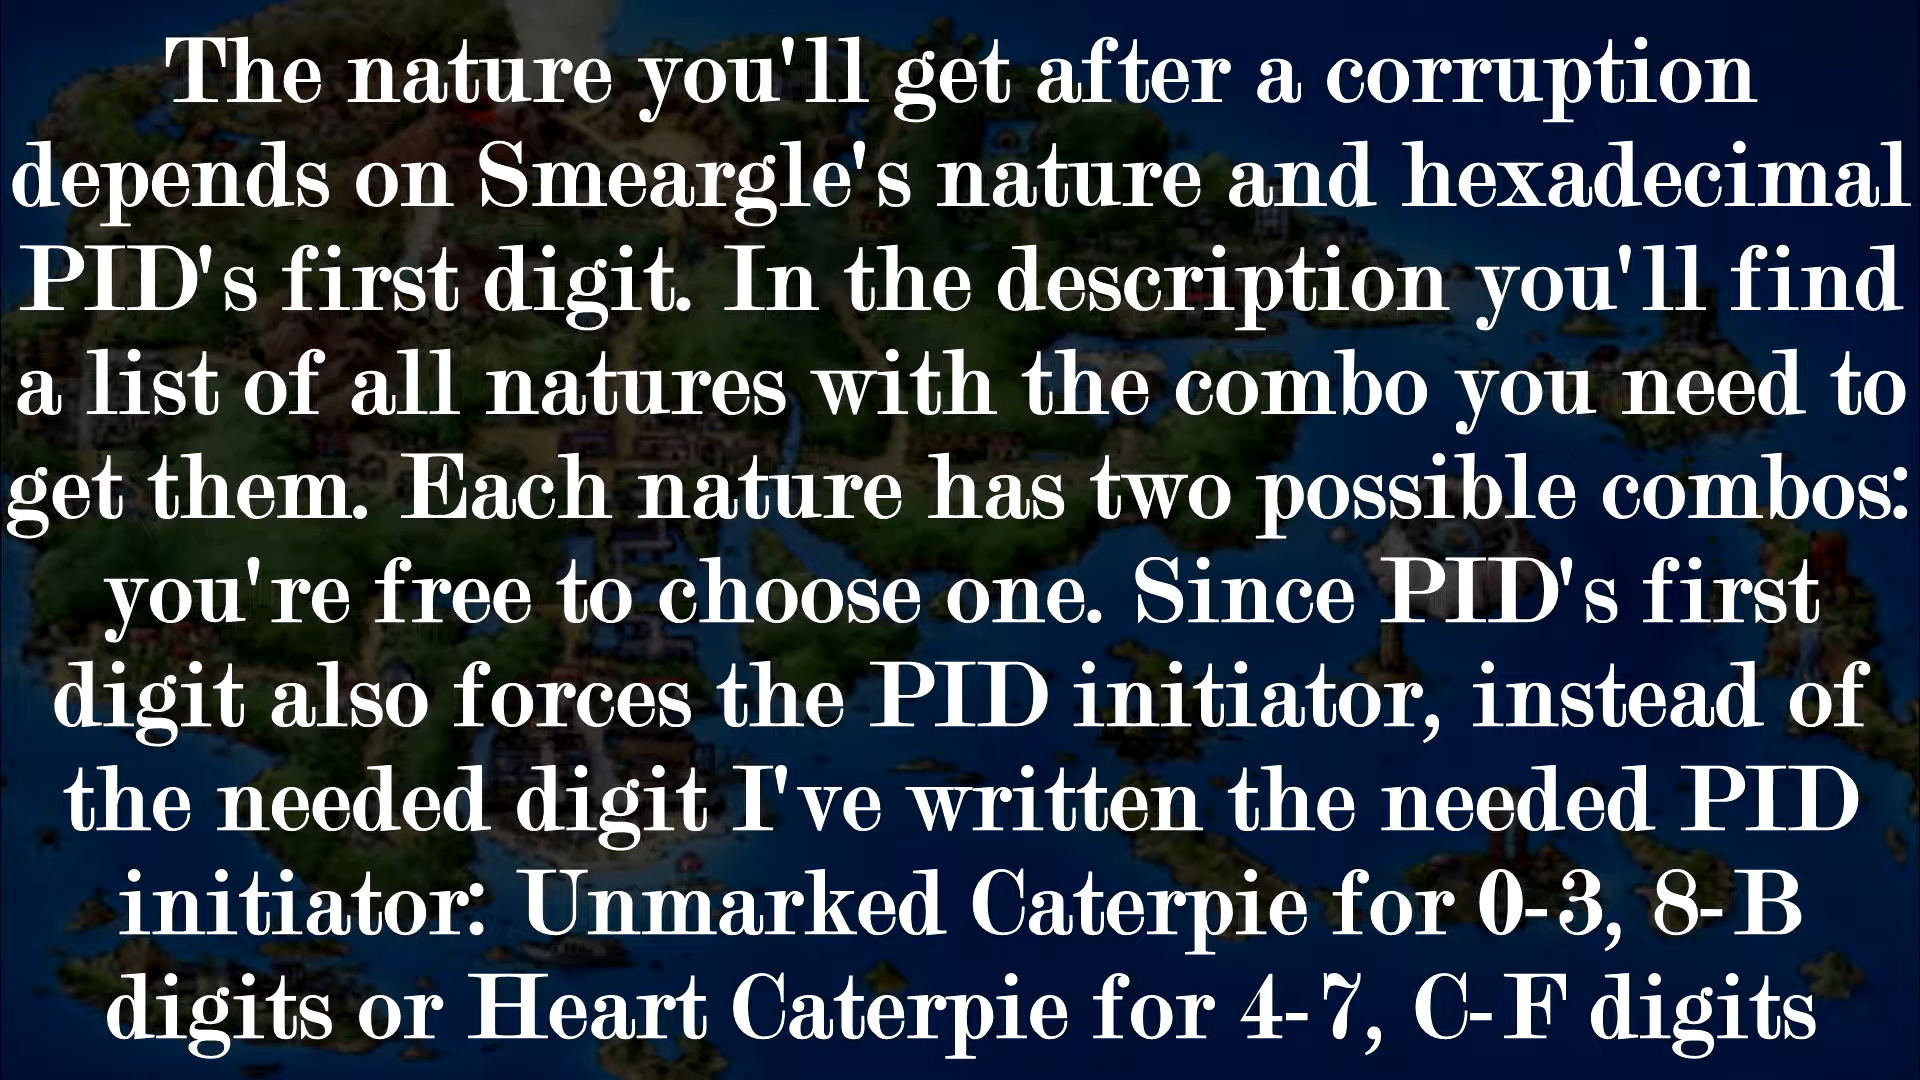 The nature you'll get after a corruption
depends on Smeargle's nature and hexadecimal
PID's first digit. In the description you'll find
a list of all natures with the combo you need to
get them. Each nature has two possible combos:
you're free to choose one. Since PID's first
digit also forces the PID initiator, instead of
the needed digit I've written the needed PID
initiator: Unmarked Caterpie for 0-3, 8-B
digits or Heart Caterpie for 4-7, C-F digits